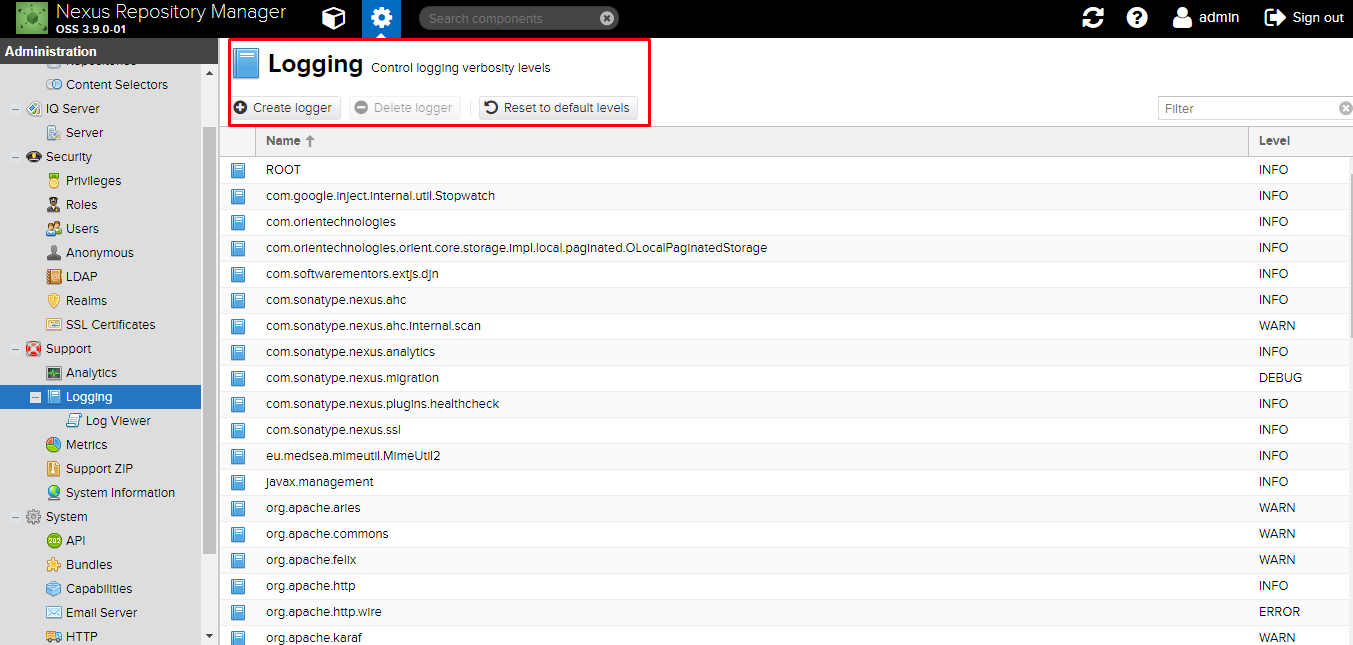 Nexus Repository Manager
OSS 3.9.0-01
Search components
admin
Sign out
Administration
Repositories
Content Selectors
IQ Server
Server
Security
Privileges
Roles
Users
Anonymous
LDAP
Realms
SSL Certificates
Support
Analytics
Logging
Log Viewer
Metrics
Support ZIP
System Information
System
API
Bundles
Capabilities
Email Server
HTTP
Logging Control logging verbosity levels
Create logger Delete logger Reset to default levels
Filter
Name Level
ROOT INFO
com.google.inject.internal.util.Stopwatch INFO
com.orientechnologies INFO
com.orientechnologies.orient.core.storage.impl.local.paginated.OLocalPaginatedStorage INFO
com.softwarementors.extjs.djn INFO
com.sonatype.nexus.ahc INFO
com.sonatype.nexus.ahc.internal.scan WARN
com.sonatype.nexus.analytics INFO
com.sonatype.nexus.migration DEBUG
com.sonatype.nexus.plugins.healthcheck INFO
com.sonatype.nexus.ssl INFO
eu.medsea.mimeutil.MimeUtil2 INFO
javax.management INFO
org.apache.aries WARN
org.apache.commons WARN
org.apache.felix WARN
org.apache.http INFO
org.apache.http.wire ERROR
org.apache.karaf WARN